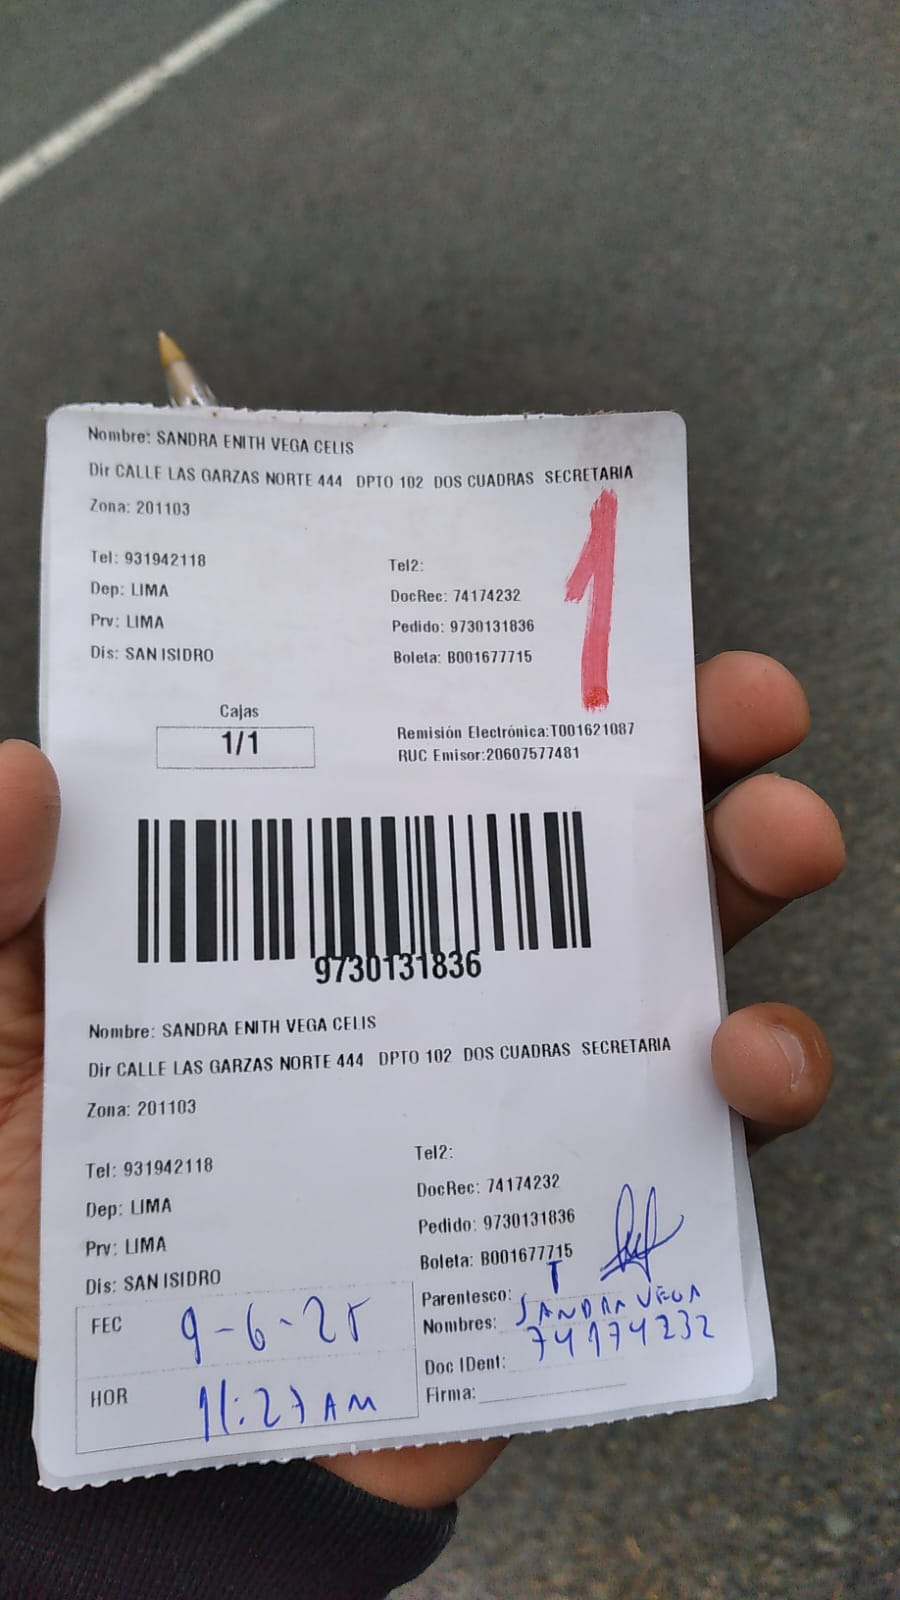 Nombre: SANDRA ENITH VEGA CELIS
Dir CALLE LAS GARZAS NORTE 444 DPTO 102 DOS CUADRAS SECRETARIA
Zona: 201103
Tel: 931942118
Tel2:
Dep: LIMA
DocRec: 74174232
Prv: LIMA
Pedido: 9730131836
Dis: SAN ISIDRO
Boleta: B001677715
1
Cajas
1/1
Remisión Electrónica:T001621087
RUC Emisor:20607577481
9730131836
Nombre: SANDRA ENITH VEGA CELIS
Dir CALLE LAS GARZAS NORTE 444 DPTO 102 DOS CUADRAS SECRETARIA
Zona: 201103
Tel: 931942118
Tel2:
Dep: LIMA
DocRec: 74174232
Prv: LIMA
Pedido: 9730131836
Dis: SAN ISIDRO
Boleta: B001677715
FEC 9-6-25
HOR 11:27 AM
Parentesco: T
Nombres: SANDRA VEGA
Doc IDent: 74174232
Firma: